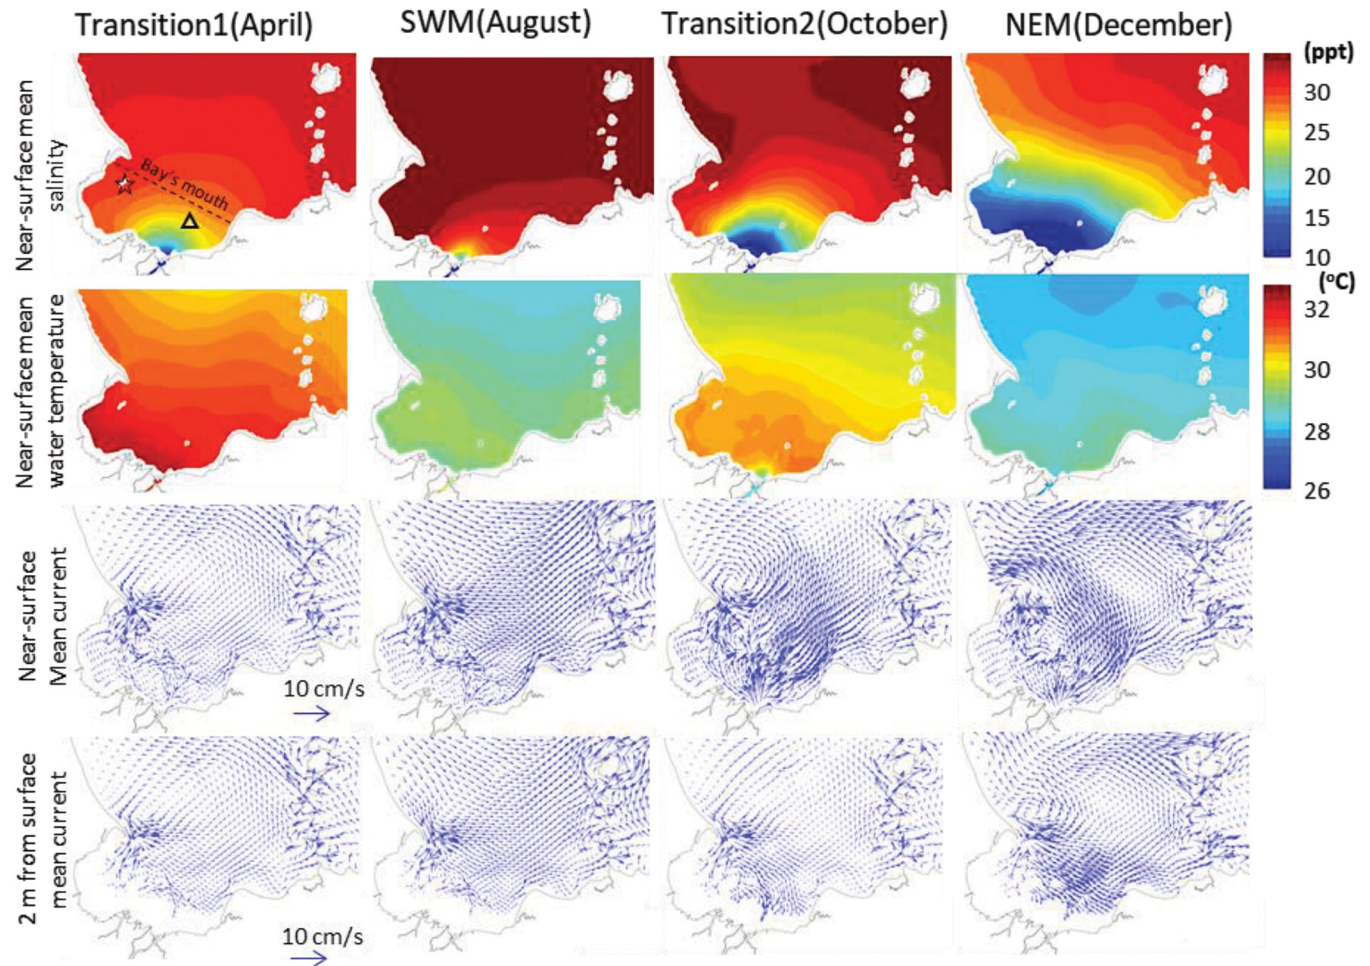 Transition1(April) SWM(August) Transition2(October) NEM(December)
(ppt)
30
25
20
15
10
Near-surface mean
salinity
Bay's mouth
(°C)
32
30
28
26
Near-surface mean
water temperature
Near-surface
Mean current
10 cm/s
2 m from surface
mean current
10 cm/s